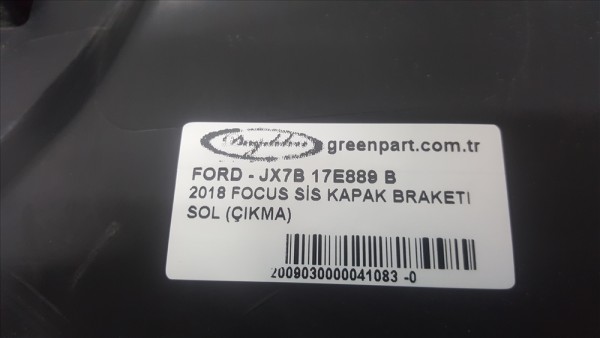 greenpart.com.tr
FORD - JX7B 17E889 B
2018 FOCUS SİS KAPAK BRAKETI
SOL (ÇIKMA)
2009030000041083 -0